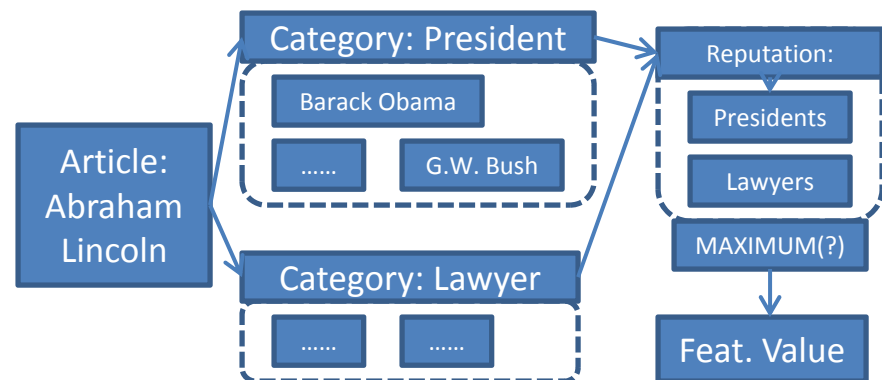 Article:
Abraham
Lincoln
Category: President
Barack Obama
......
G.W. Bush
Category: Lawyer
......
......
Reputation:
Presidents
Lawyers
MAXIMUM(?)
Feat. Value